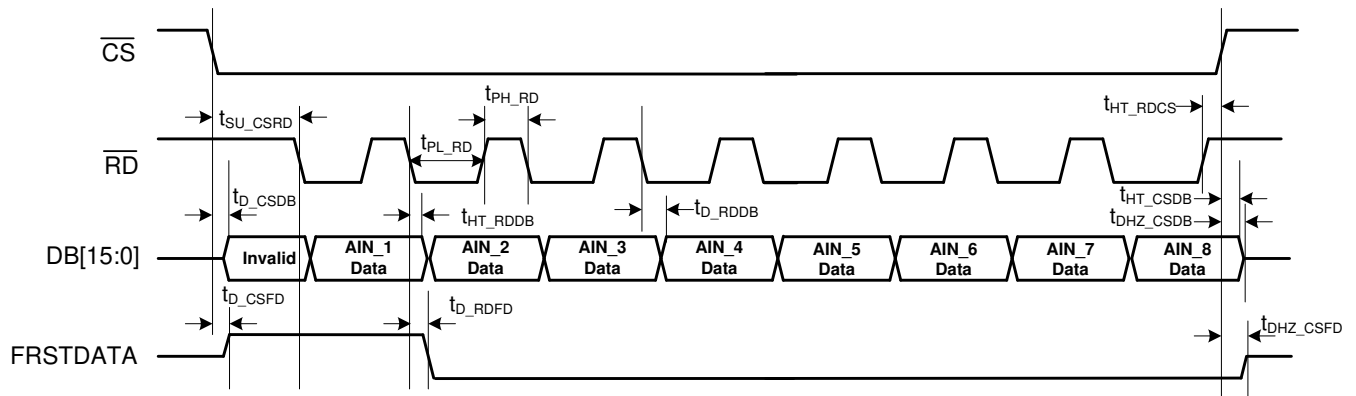 CS
tPH_RD
tHT_RDCS
tSU_CSRD
tPL_RD
RD
tD_CSDB
tHT_RDDB
tD_RDDB
tHT_CSDB
tDHZ_CSDB
DB[15:0]
Invalid
AIN_1
Data
AIN_2
Data
AIN_3
Data
AIN_4
Data
AIN_5
Data
AIN_6
Data
AIN_7
Data
AIN_8
Data
tD_CSFD
tD_RDFD
tDHZ_CSFD
FRSTDATA